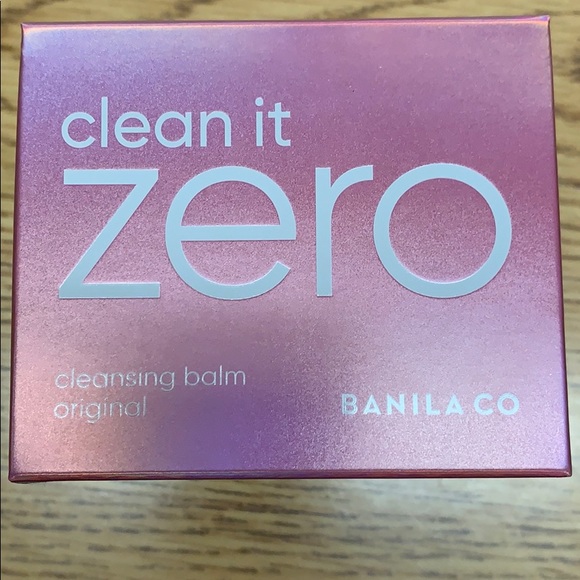 clean it
zero
cleansing balm
original
BANILA CO